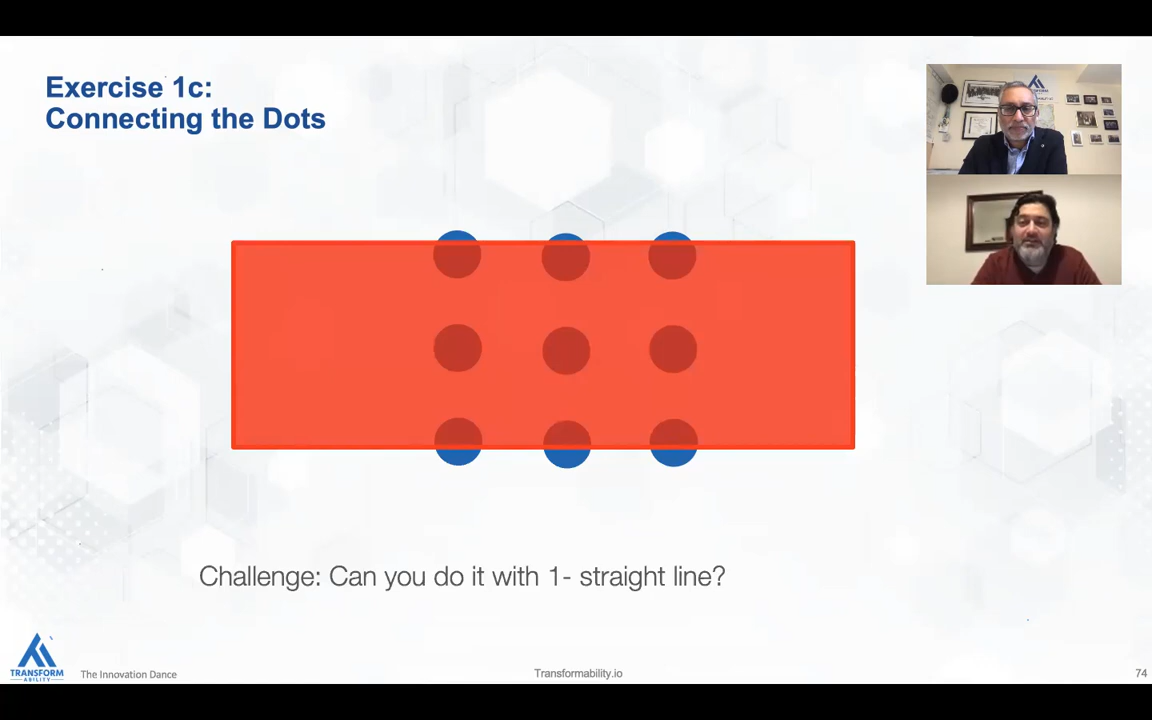 Exercise 1c:
Connecting the Dots
Challenge: Can you do it with 1- straight line?
TRANSFORM
ABILITY
The Innovation Dance
Transformability.io
74